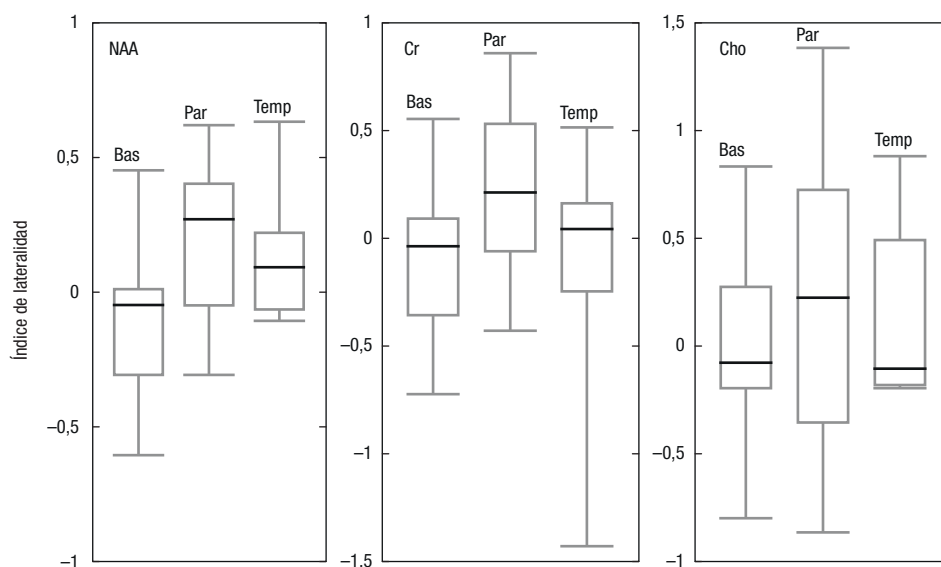 Índice de lateralidad
1
0,5
0
–0,5
–1
NAA
Bas
Par
Temp
1
0,5
0
–0,5
–1
–1,5
Cr
Bas
Par
Temp
1,5
1
0,5
0
–0,5
–1
Cho
Bas
Par
Temp